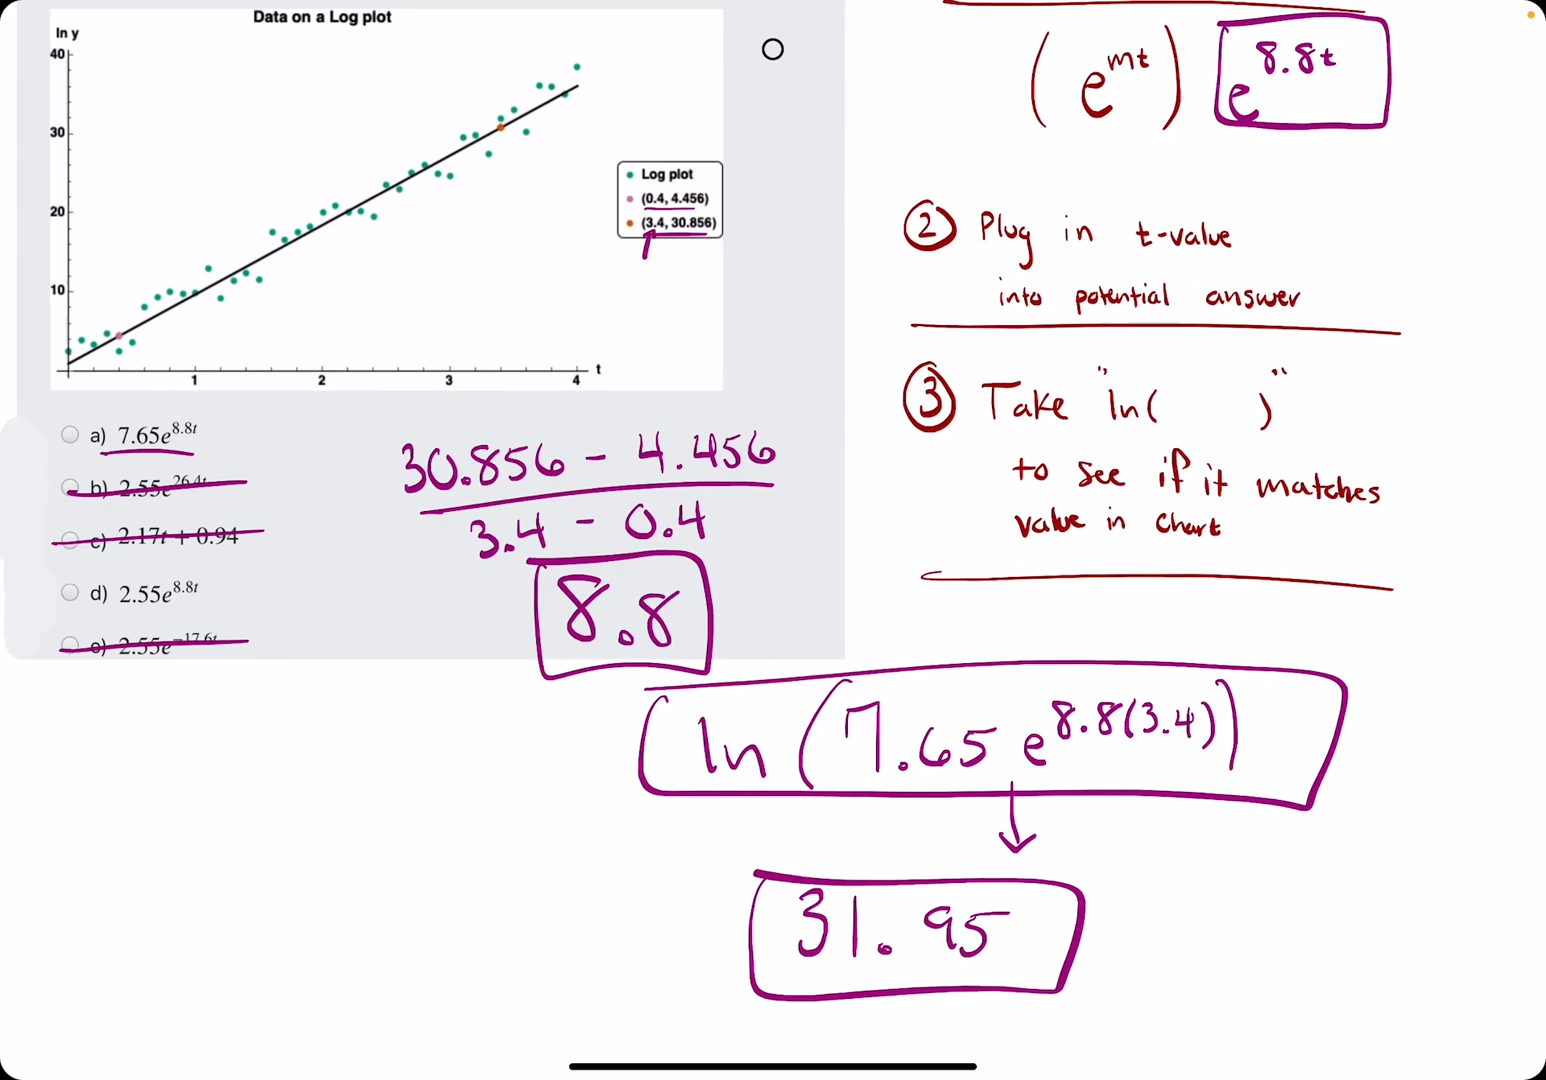 Data on a Log plot
ln y
40
30
20
10
1
2
3
4
t
Log plot
(0.4, 4.456)
(3.4, 30.856)
a) 7.65e^8.8t
b) 2.55e^26.4t
c) 2.17t + 0.94
d) 2.55e^8.8t
e) 2.55e^−17.6t
30.856 - 4.456
3.4 - 0.4
8.8
(e^mt) e^8.8t
② Plug in t-value
into potential answer
③ Take "ln( )"
to see if it matches
value in chart
ln(7.65 e^8.8(3.4))
31.95